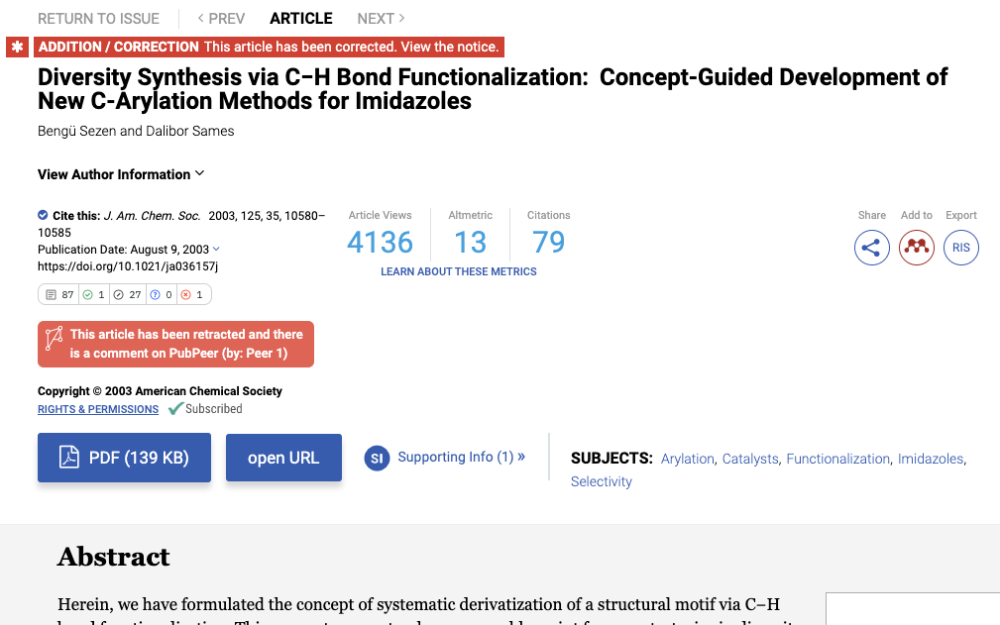 RETURN TO ISSUE < PREV ARTICLE NEXT >
* ADDITION / CORRECTION This article has been corrected. View the notice.
Diversity Synthesis via C−H Bond Functionalization:  Concept-Guided Development of
New C-Arylation Methods for Imidazoles
Bengü Sezen and Dalibor Sames
View Author Information
Cite this: J. Am. Chem. Soc. 2003, 125, 35, 10580–
10585
Publication Date: August 9, 2003
https://doi.org/10.1021/ja036157j
87 1 27 0 1
Article Views Altmetric Citations
4136 13 79
LEARN ABOUT THESE METRICS
Share Add to Export
RIS
This article has been retracted and there
is a comment on PubPeer (by: Peer 1)
Copyright © 2003 American Chemical Society
RIGHTS & PERMISSIONS Subscribed
PDF (139 KB) open URL SI Supporting Info (1) »
SUBJECTS: Arylation, Catalysts, Functionalization, Imidazoles,
Selectivity
Abstract
Herein, we have formulated the concept of systematic derivatization of a structural motif via C−H